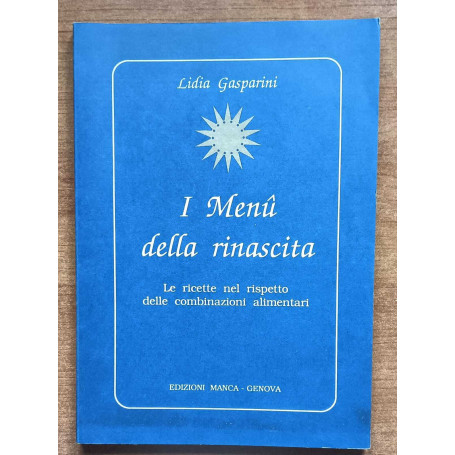 Lidia Gasparini
I Menû
della rinascita
Le ricette nel rispetto
delle combinazioni alimentari
EDIZIONI MANCA - GENOVA